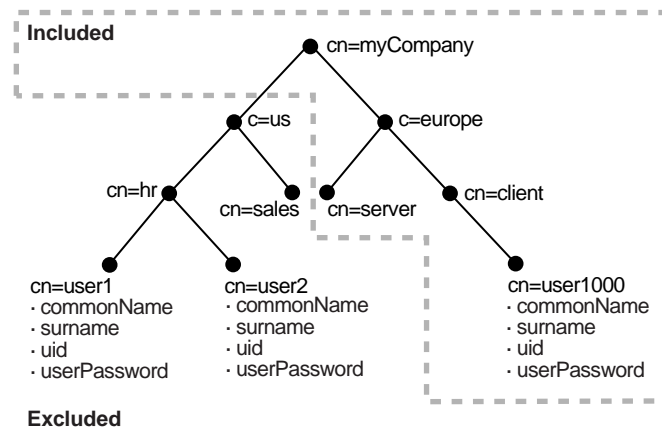 Included
cn=myCompany
c=us
c=europe
cn=hr
cn=sales
cn=server
cn=client
cn=user1
· commonName
· surname
· uid
· userPassword
cn=user2
· commonName
· surname
· uid
· userPassword
cn=user1000
· commonName
· surname
· uid
· userPassword
Excluded